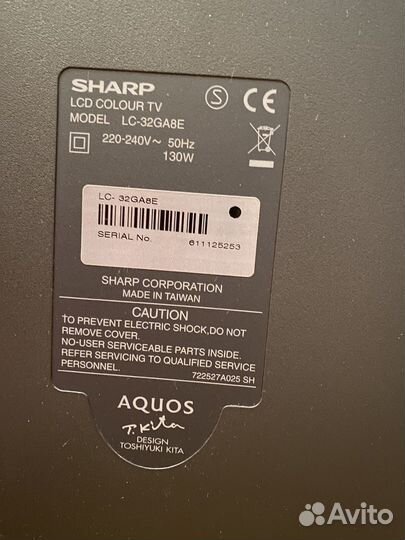 SHARP
LCD COLOUR TV
MODEL LC-32GA8E
S CE
220-240V~ 50Hz
130W
LC- 32GA8E
SERIAL No. 611125253
SHARP CORPORATION
MADE IN TAIWAN
CAUTION
TO PREVENT ELECTRIC SHOCK,DO NOT
REMOVE COVER.
NO-USER SERVICEABLE PARTS INSIDE.
REFER SERVICING TO QUALIFIED SERVICE
PERSONNEL.
722527A025 SH
AQUOS
T. Kita
DESIGN
TOSHIYUKI KITA
Avito